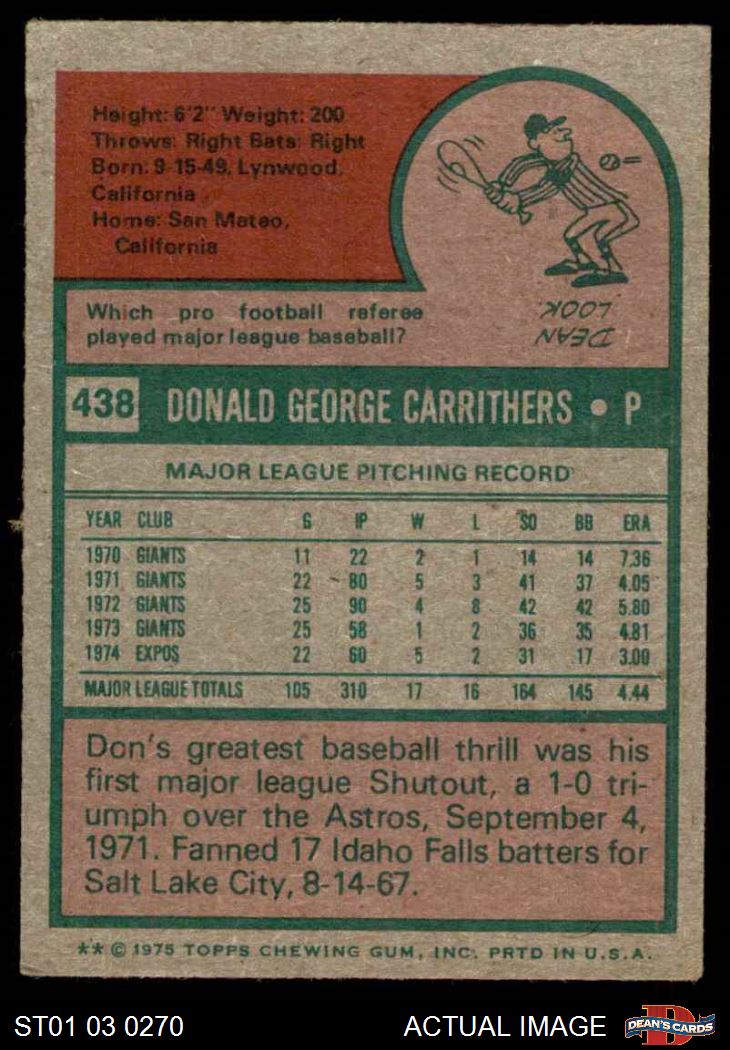 Height: 6'2" Weight: 200
Throws: Right Bats: Right
Born: 9-15-49, Lynwood,
California
Home: San Mateo,
California
Which pro football referee
played major league baseball?
DEAN
LOOK.
438 DONALD GEORGE CARRITHERS • P
MAJOR LEAGUE PITCHING RECORD
YEAR CLUB G IP W L SO BB ERA
1970 GIANTS 11 22 2 1 14 14 7.36
1971 GIANTS 22 80 5 3 41 37 4.05
1972 GIANTS 25 90 4 8 42 42 5.80
1973 GIANTS 25 58 1 2 36 35 4.81
1974 EXPOS 22 60 5 2 31 17 3.00
MAJOR LEAGUE TOTALS 105 310 17 16 164 145 4.44
Don's greatest baseball thrill was his
first major league Shutout, a 1-0 tri-
umph over the Astros, September 4,
1971. Fanned 17 Idaho Falls batters for
Salt Lake City, 8-14-67.
** © 1975 TOPPS CHEWING GUM, INC. PRTD IN U.S.A.
ST01 03 0270
ACTUAL IMAGE
D
DEAN'S CARDS